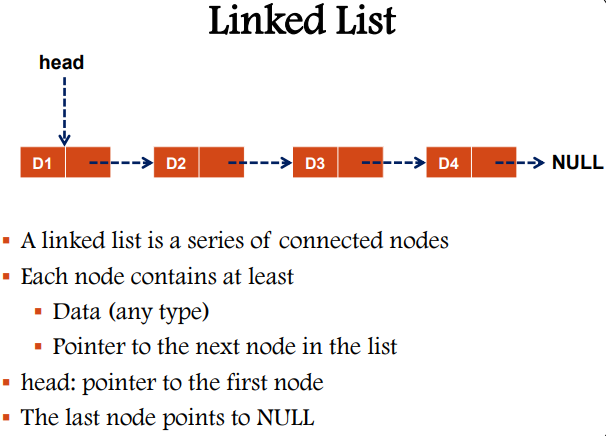 Linked List
head
D1 D2 D3 D4 NULL
▪ A linked list is a series of connected nodes
▪ Each node contains at least
▪ Data (any type)
▪ Pointer to the next node in the list
▪ head: pointer to the first node
▪ The last node points to NULL